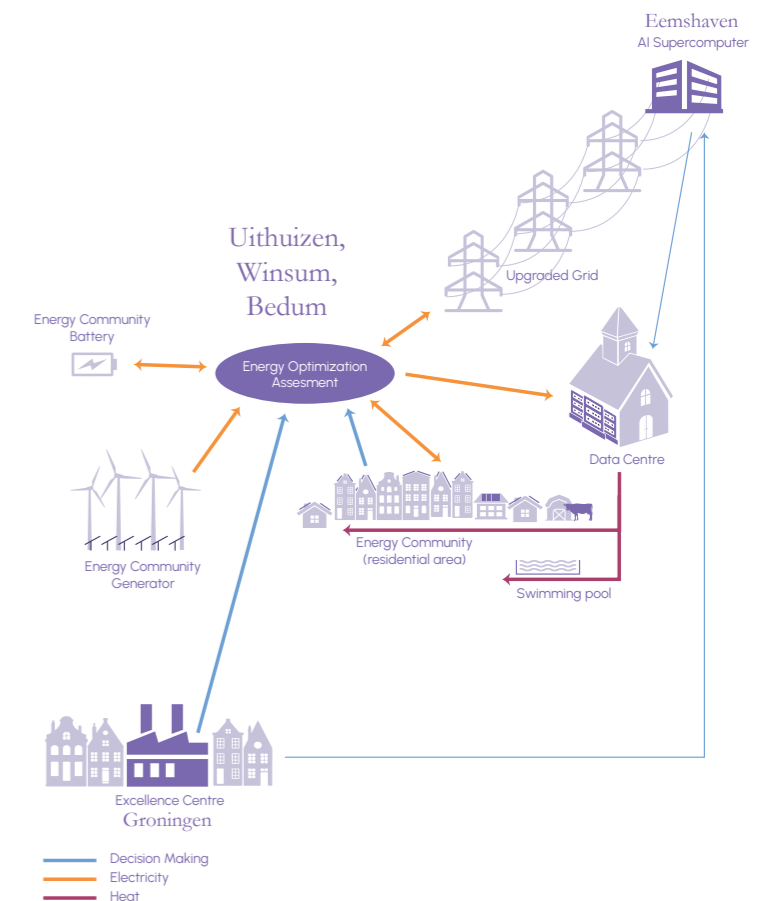 Eemshaven
AI Supercomputer
Uithuizen,
Winsum,
Bedum
Upgraded Grid
Energy Community
Battery
Energy Optimization
Assesment
Data Centre
Energy Community
(residential area)
Energy Community
Generator
Swimming pool
Excellence Centre
Groningen
Decision Making
Electricity
Heat